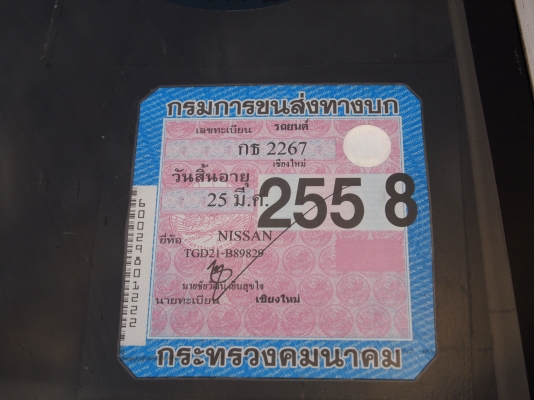 กรมการขนส่งทางบก
เลขทะเบียน รถยนต์
กธ 2267
เชียงใหม่
วันสิ้นอายุ
25 มี.ค. 2558
ยี่ห้อ NISSAN
TGD21-B89829
นายทะเบียน เชียงใหม่
กระทรวงคมนาคม
6002980122222